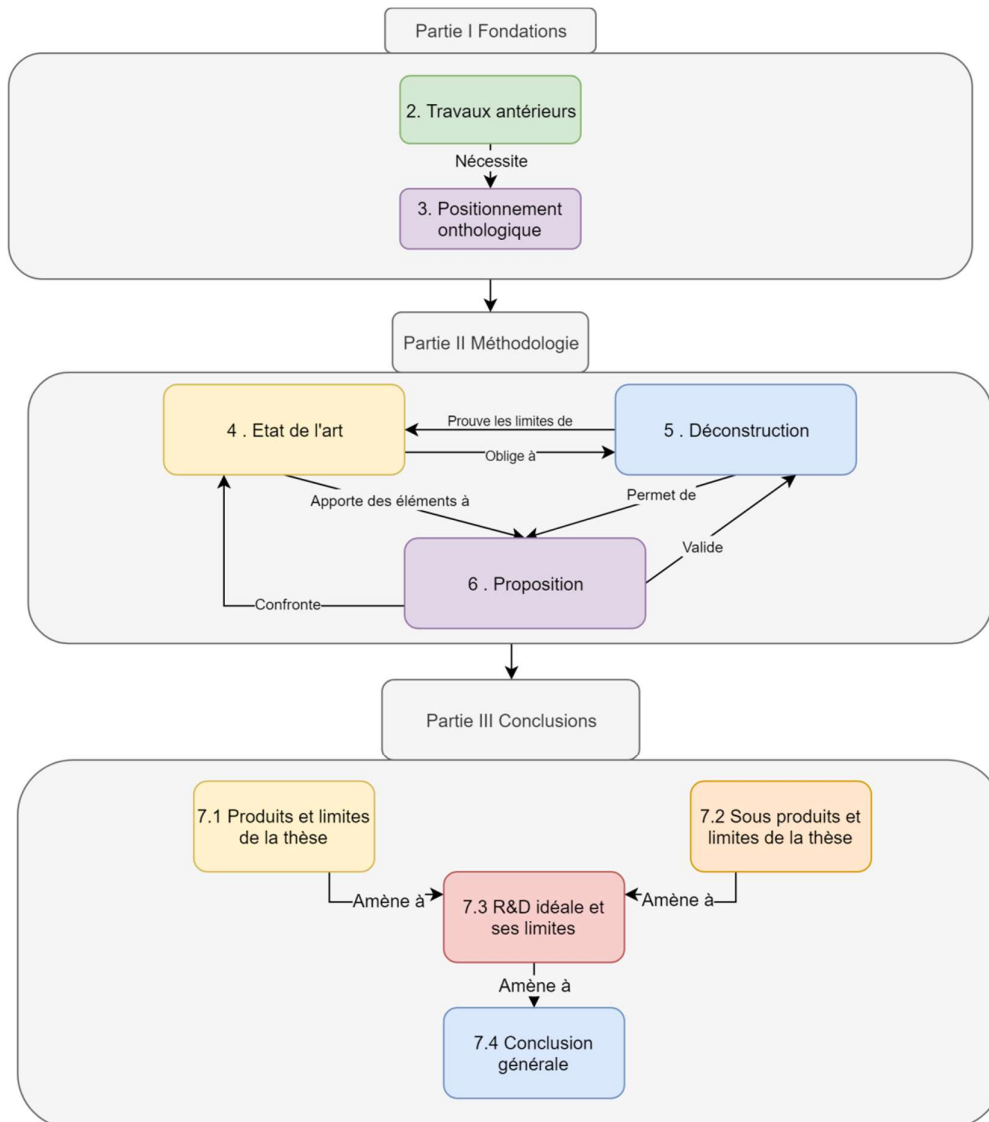 Partie I Fondations
2. Travaux antérieurs
Nécessite
3. Positionnement
onthologique
Partie II Méthodologie
4 . Etat de l'art
Prouve les limites de
5 . Déconstruction
Oblige à
Apporte des éléments à
Permet de
Valide
6 . Proposition
Confronte
Partie III Conclusions
7.1 Produits et limites
de la thèse
7.2 Sous produits et
limites de la thèse
Amène à
7.3 R&D idéale et
ses limites
Amène à
Amène à
7.4 Conclusion
générale